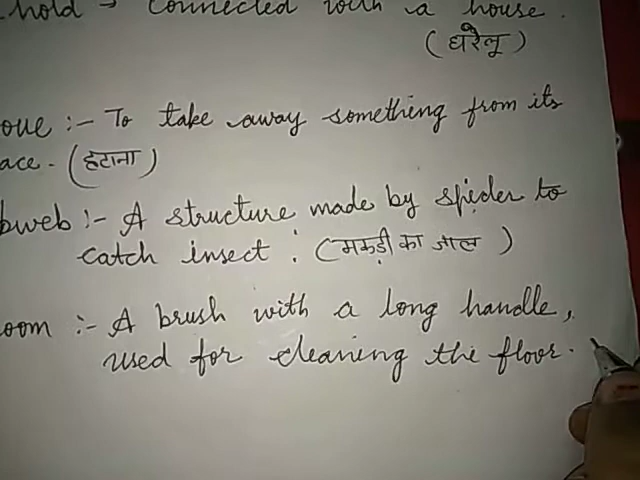 hold → Connected with a house.
(घरेलू)
ove :- To take away something from its
ace. (हटाना)
bweb :- A structure made by spider to
catch insect. (मकड़ी का जाल)
oom :- A brush with a long handle,
used for cleaning the floor.